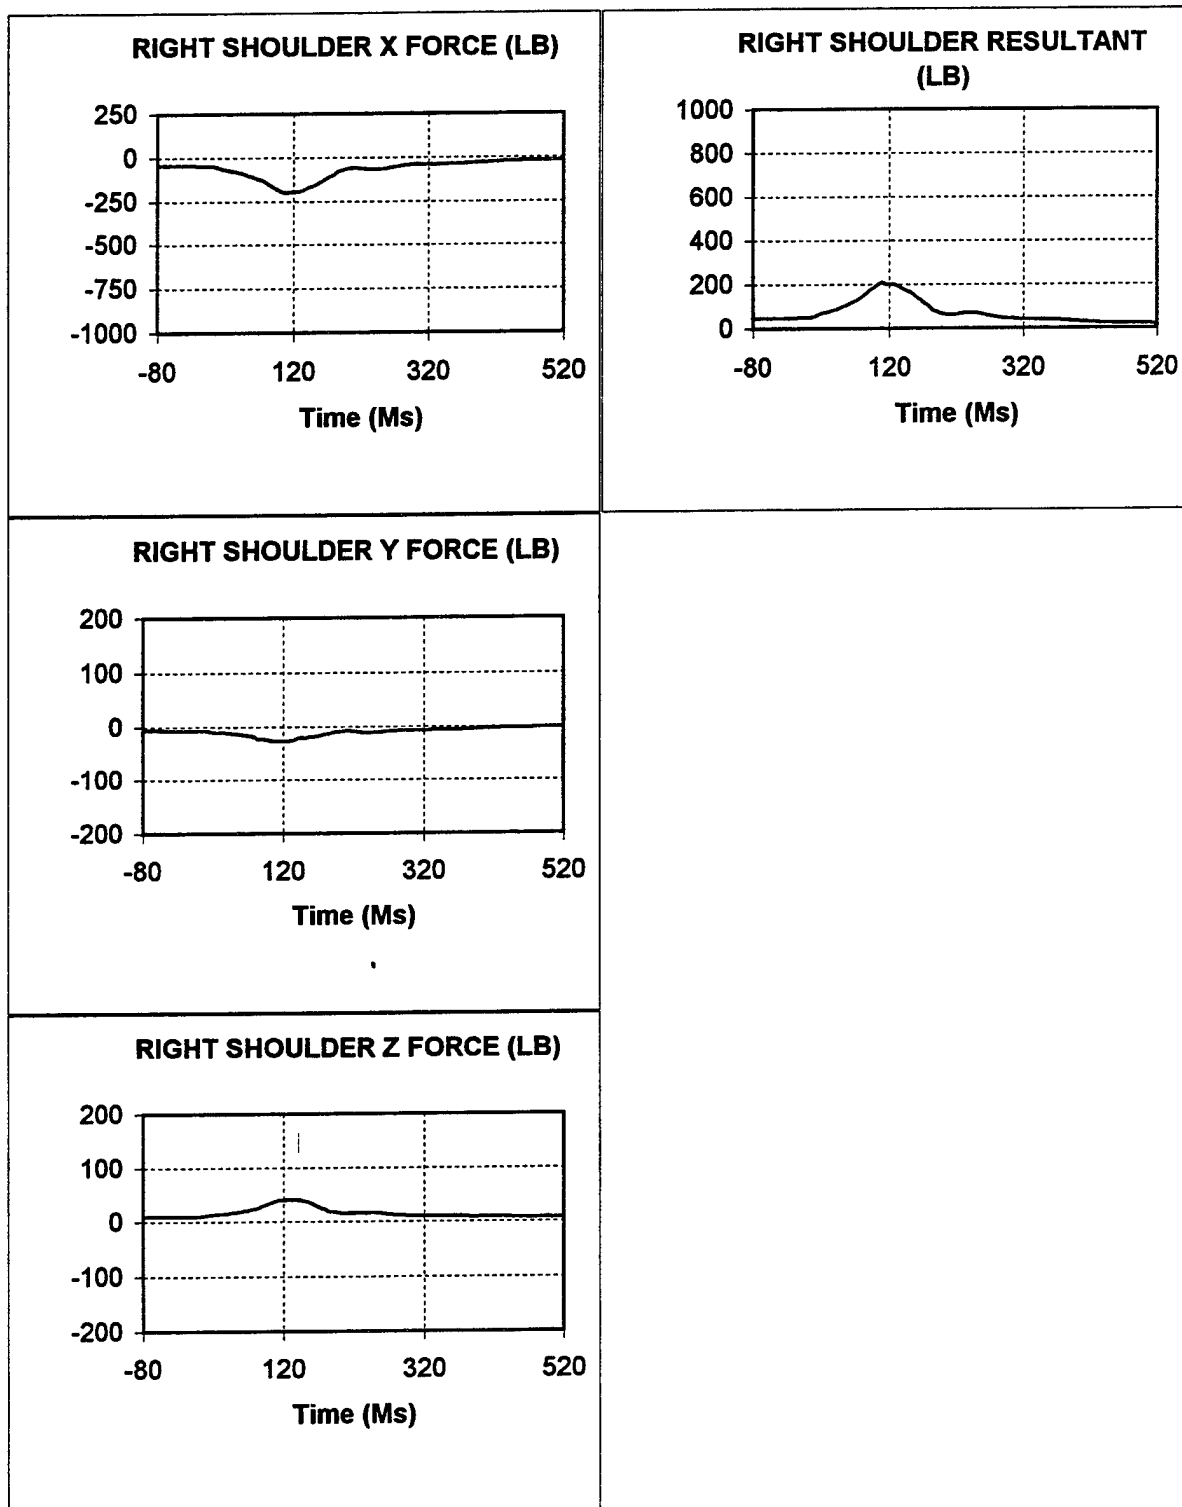 RIGHT SHOULDER X FORCE (LB)
250
0
-250
-500
-750
-1000
-80 120 320 520
Time (Ms)
RIGHT SHOULDER RESULTANT
(LB)
1000
800
600
400
200
0
-80 120 320 520
Time (Ms)
RIGHT SHOULDER Y FORCE (LB)
200
100
0
-100
-200
-80 120 320 520
Time (Ms)
RIGHT SHOULDER Z FORCE (LB)
200
100
0
-100
-200
-80 120 320 520
Time (Ms)